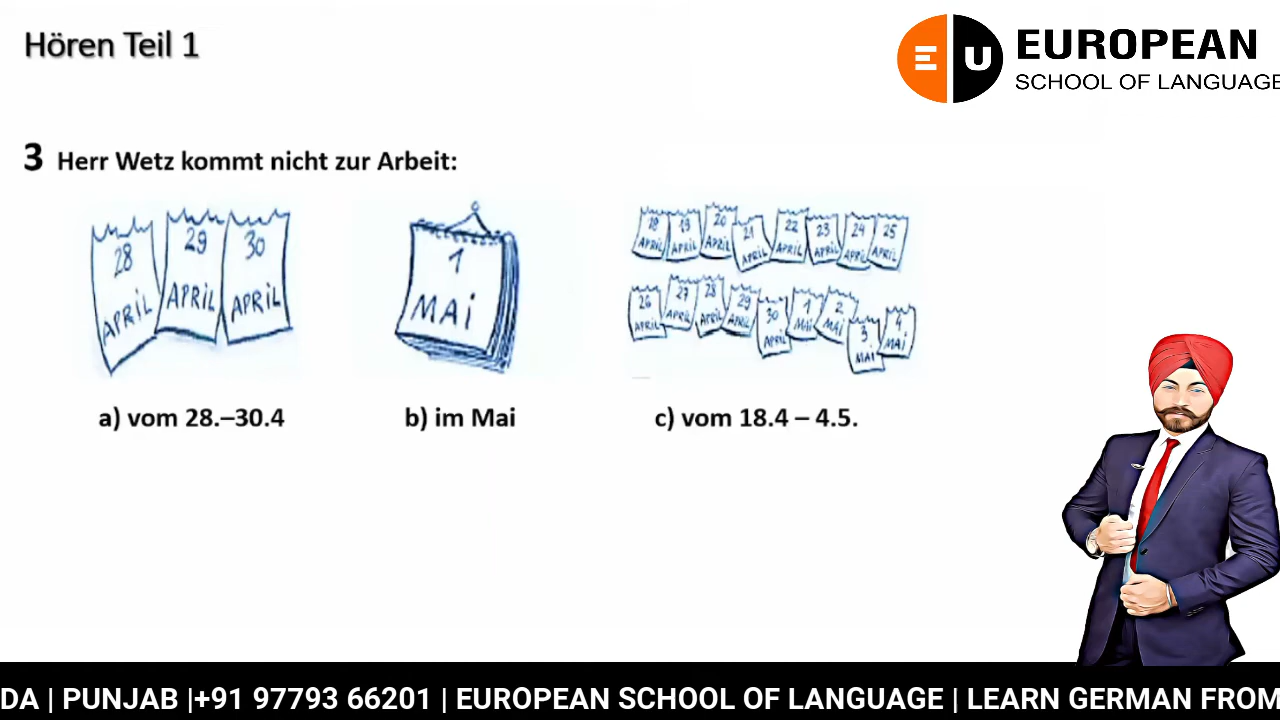 Hören Teil 1
E U EUROPEAN
SCHOOL OF LANGUAGE
3 Herr Wetz kommt nicht zur Arbeit:
28 APRIL
29 APRIL
30 APRIL
1 MAI
18 APRIL
19 APRIL
20 APRIL
21 APRIL
22 APRIL
23 APRIL
24 APRIL
25 APRIL
26 APRIL
27 APRIL
28 APRIL
29 APRIL
30 APRIL
1 MAI
2 MAI
3 MAI
4 MAI
a) vom 28.–30.4
b) im Mai
c) vom 18.4 – 4.5.
DA | PUNJAB |+91 97793 66201 | EUROPEAN SCHOOL OF LANGUAGE | LEARN GERMAN FROM